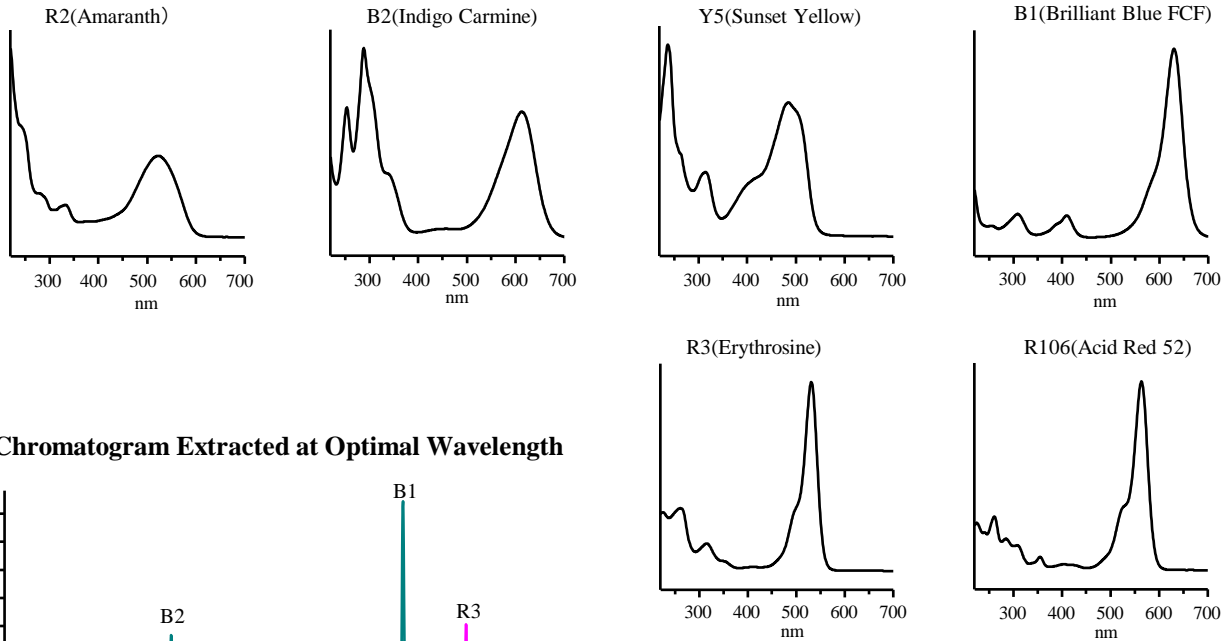 R2(Amaranth）
B2(Indigo Carmine)
Y5(Sunset Yellow)
B1(Brilliant Blue FCF)
300 400 500 600 700
nm
300 400 500 600 700
nm
300 400 500 600 700
nm
300 400 500 600 700
nm
R3(Erythrosine)
R106(Acid Red 52)
300 400 500 600 700
nm
300 400 500 600 700
nm
Chromatogram Extracted at Optimal Wavelength
B1
B2
R3